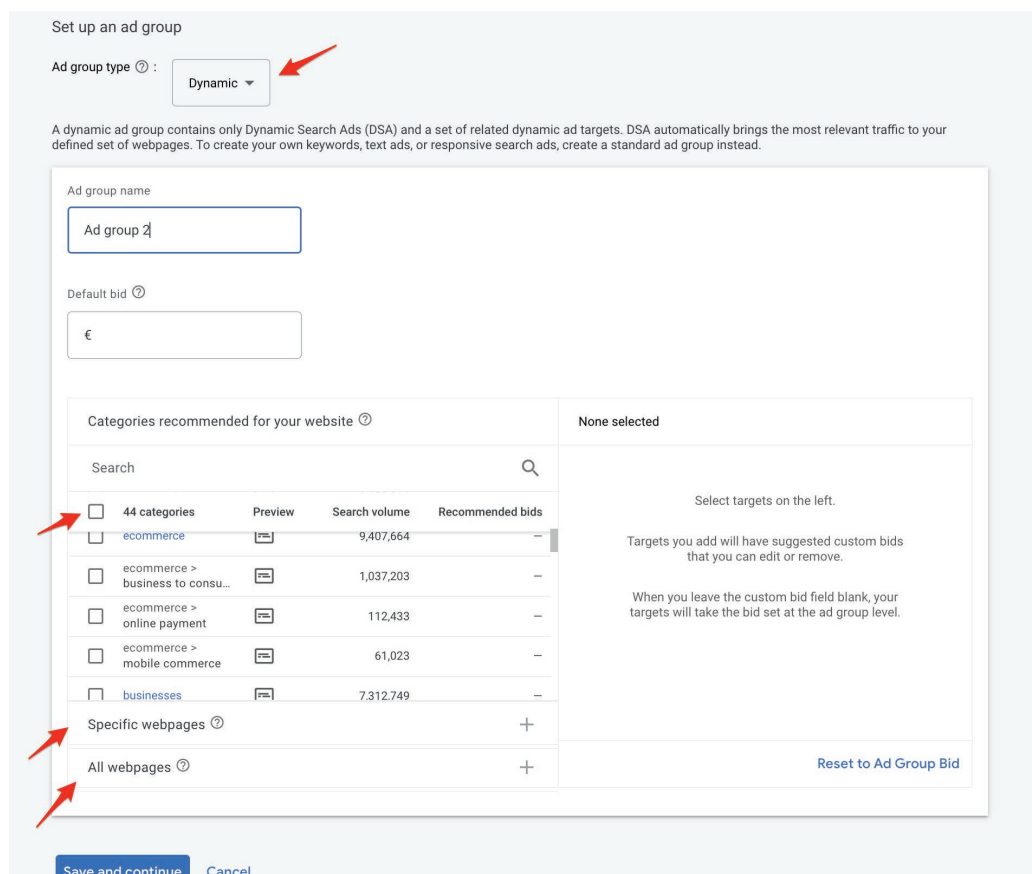 Set up an ad group
Ad group type ? :
Dynamic
A dynamic ad group contains only Dynamic Search Ads (DSA) and a set of related dynamic ad targets. DSA automatically brings the most relevant traffic to your
defined set of webpages. To create your own keywords, text ads, or responsive search ads, create a standard ad group instead.
Ad group name
Ad group 2
Default bid ?
€
Categories recommended for your website ?
None selected
Search
44 categories Preview Search volume Recommended bids
ecommerce 9,407,664 –
ecommerce >
business to consu... 1,037,203 –
ecommerce >
online payment 112,433 –
ecommerce >
mobile commerce 61,023 –
businesses 7,312,749 –
Select targets on the left.
Targets you add will have suggested custom bids
that you can edit or remove.
When you leave the custom bid field blank, your
targets will take the bid set at the ad group level.
Specific webpages ? +
All webpages ? +
Reset to Ad Group Bid
Save and continue Cancel